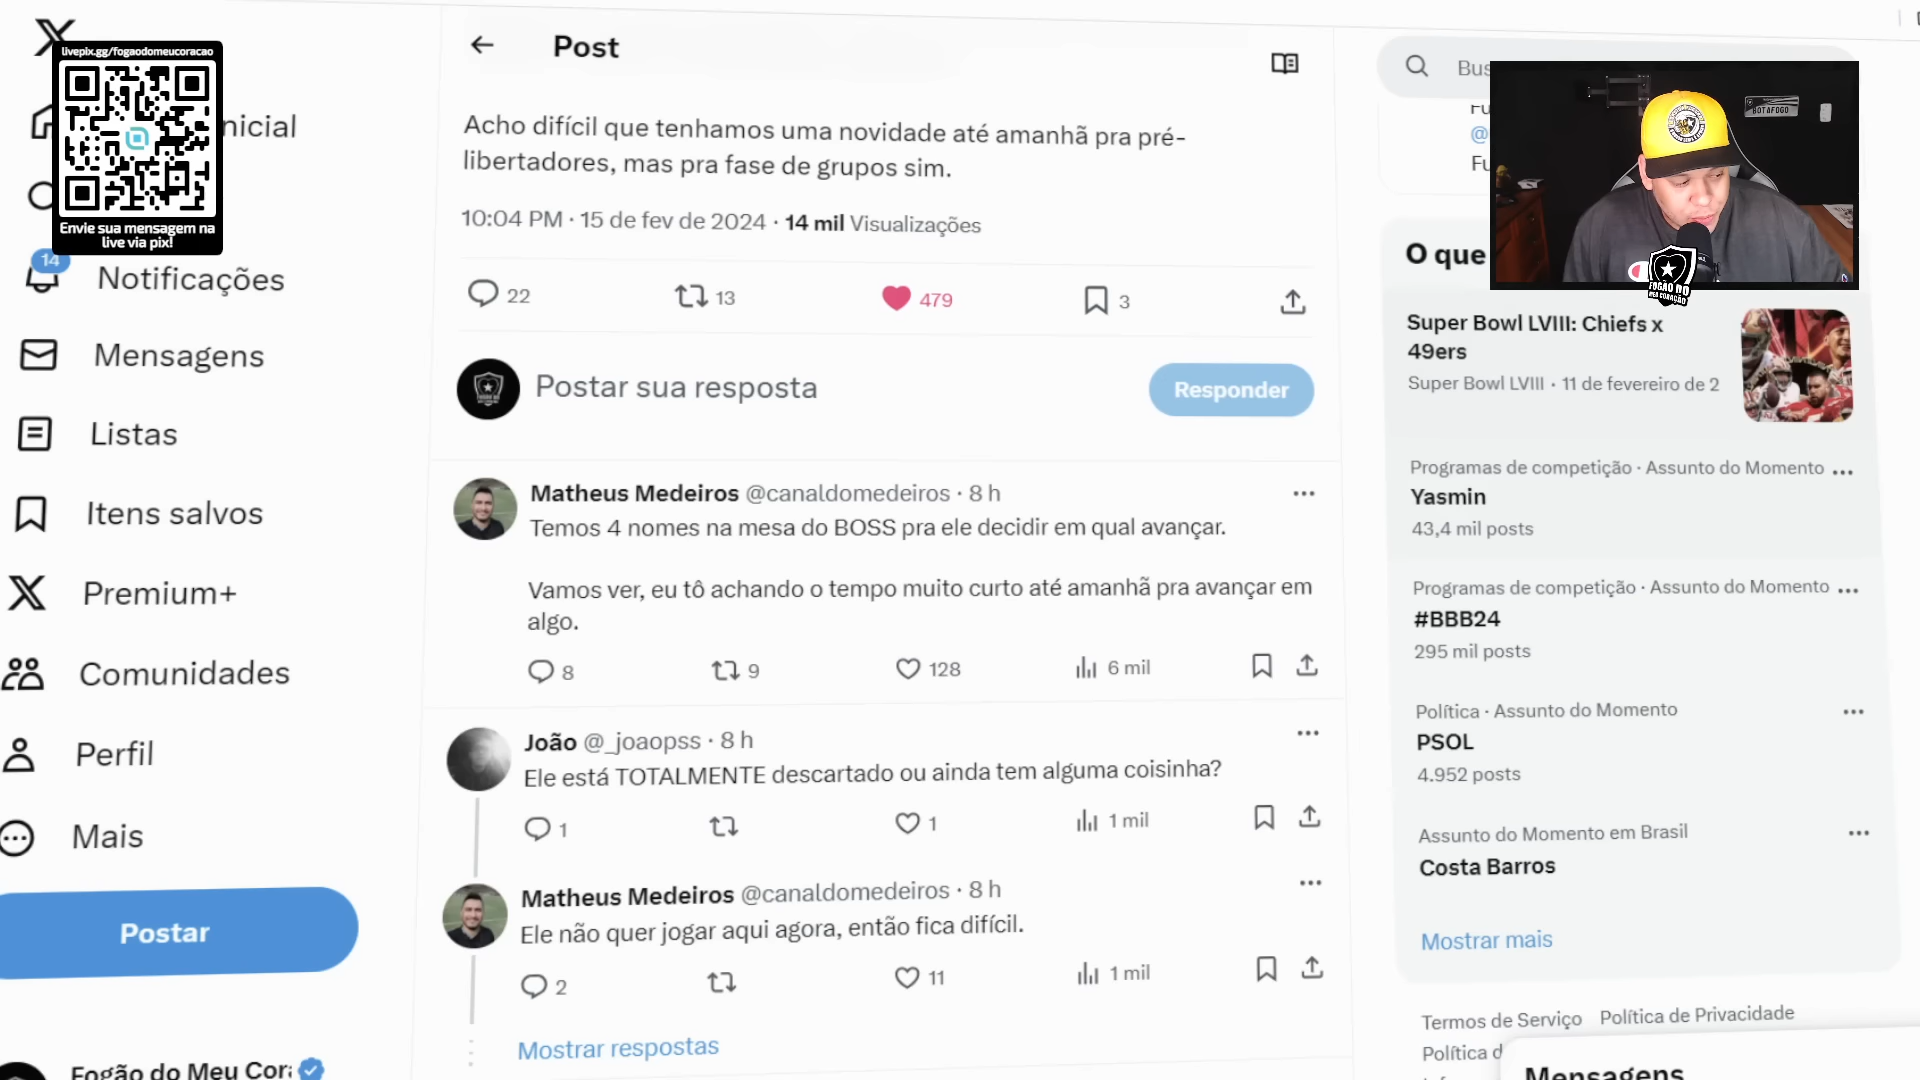 livepix.gg/fogaodomeucoracao
Envie sua mensagem na
live via pix!
nicial
14
Notificações
Mensagens
Listas
Itens salvos
Premium+
Comunidades
Perfil
Mais
Postar
Fogão do Meu Cor
Post
Acho difícil que tenhamos uma novidade até amanhã pra pré-
libertadores, mas pra fase de grupos sim.
10:04 PM · 15 de fev de 2024 · 14 mil Visualizações
22 13 479 3
Postar sua resposta
Responder
Matheus Medeiros @canaldomedeiros · 8 h
Temos 4 nomes na mesa do BOSS pra ele decidir em qual avançar.
Vamos ver, eu tô achando o tempo muito curto até amanhã pra avançar em
algo.
8 9 128 6 mil
João @_joaopss · 8 h
Ele está TOTALMENTE descartado ou ainda tem alguma coisinha?
1 1 1 mil
Matheus Medeiros @canaldomedeiros · 8 h
Ele não quer jogar aqui agora, então fica difícil.
2 11 1 mil
Mostrar respostas
Bus
@
Fu
BOTAFOGO
FOGÃO DO
MEU CORAÇÃO
O que
Super Bowl LVIII: Chiefs x
49ers
Super Bowl LVIII · 11 de fevereiro de 2
Programas de competição · Assunto do Momento
Yasmin
43,4 mil posts
Programas de competição · Assunto do Momento
#BBB24
295 mil posts
Política · Assunto do Momento
PSOL
4.952 posts
Assunto do Momento em Brasil
Costa Barros
Mostrar mais
Termos de Serviço Política de Privacidade
Política d
Mensagens